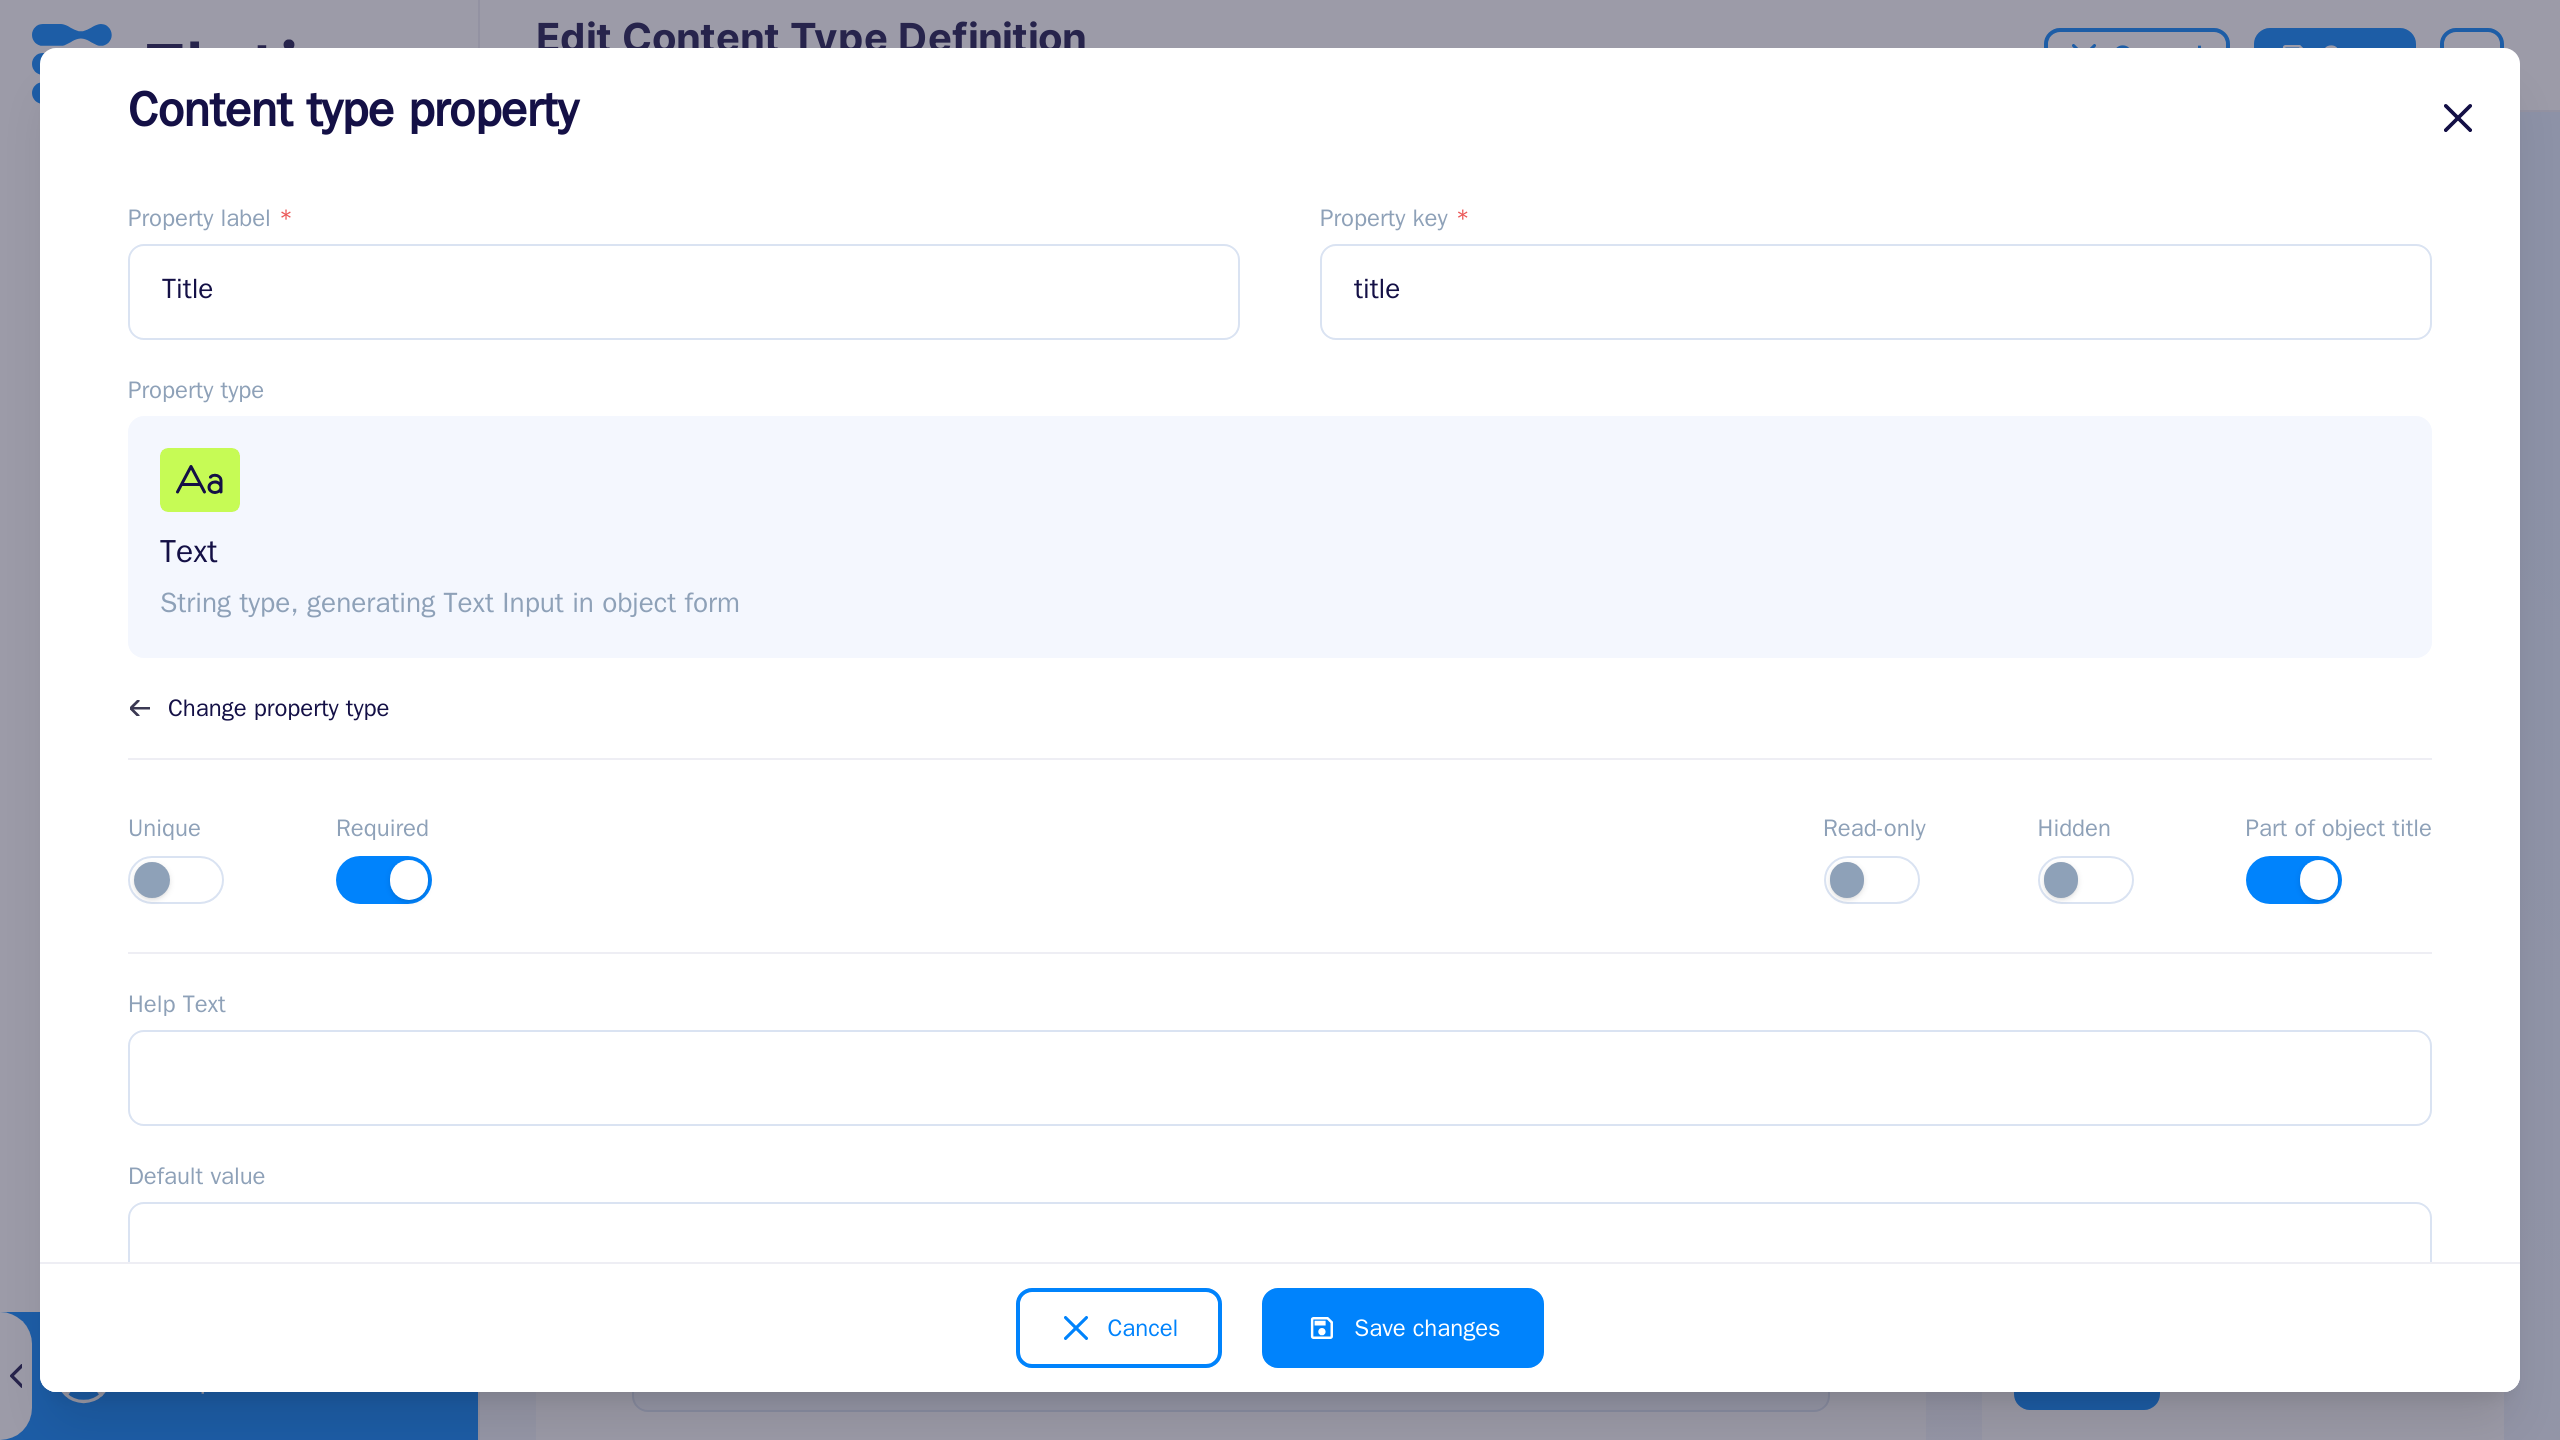 Edit Content Type Definition
Content type property
Property label *
Property key *
Title
title
Property type
Aa
Text
String type, generating Text Input in object form
Change property type
Unique
Required
Read-only
Hidden
Part of object title
Help Text
Default value
Cancel
Save changes